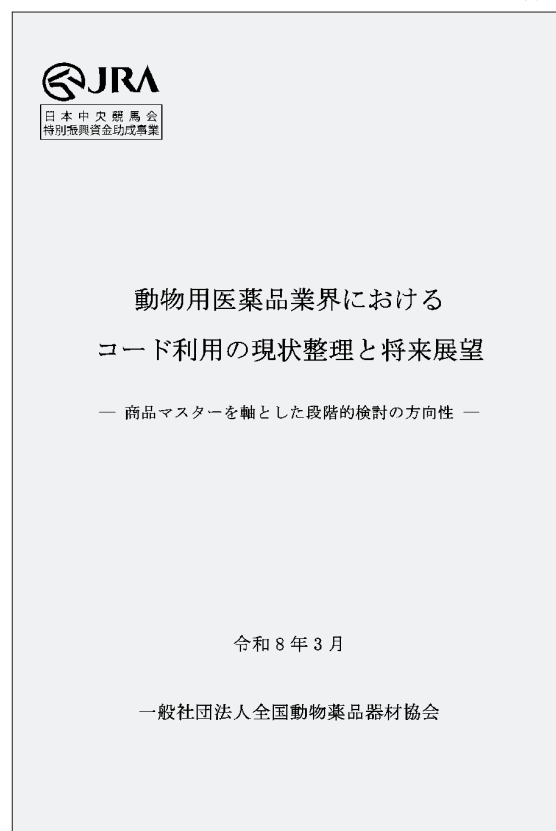 JRA
日本中央競馬会
特別振興資金助成事業
動物用医薬品業界における
コード利用の現状整理と将来展望
― 商品マスターを軸とした段階的検討の方向性 ―
令和8年3月
一般社団法人全国動物薬品器材協会